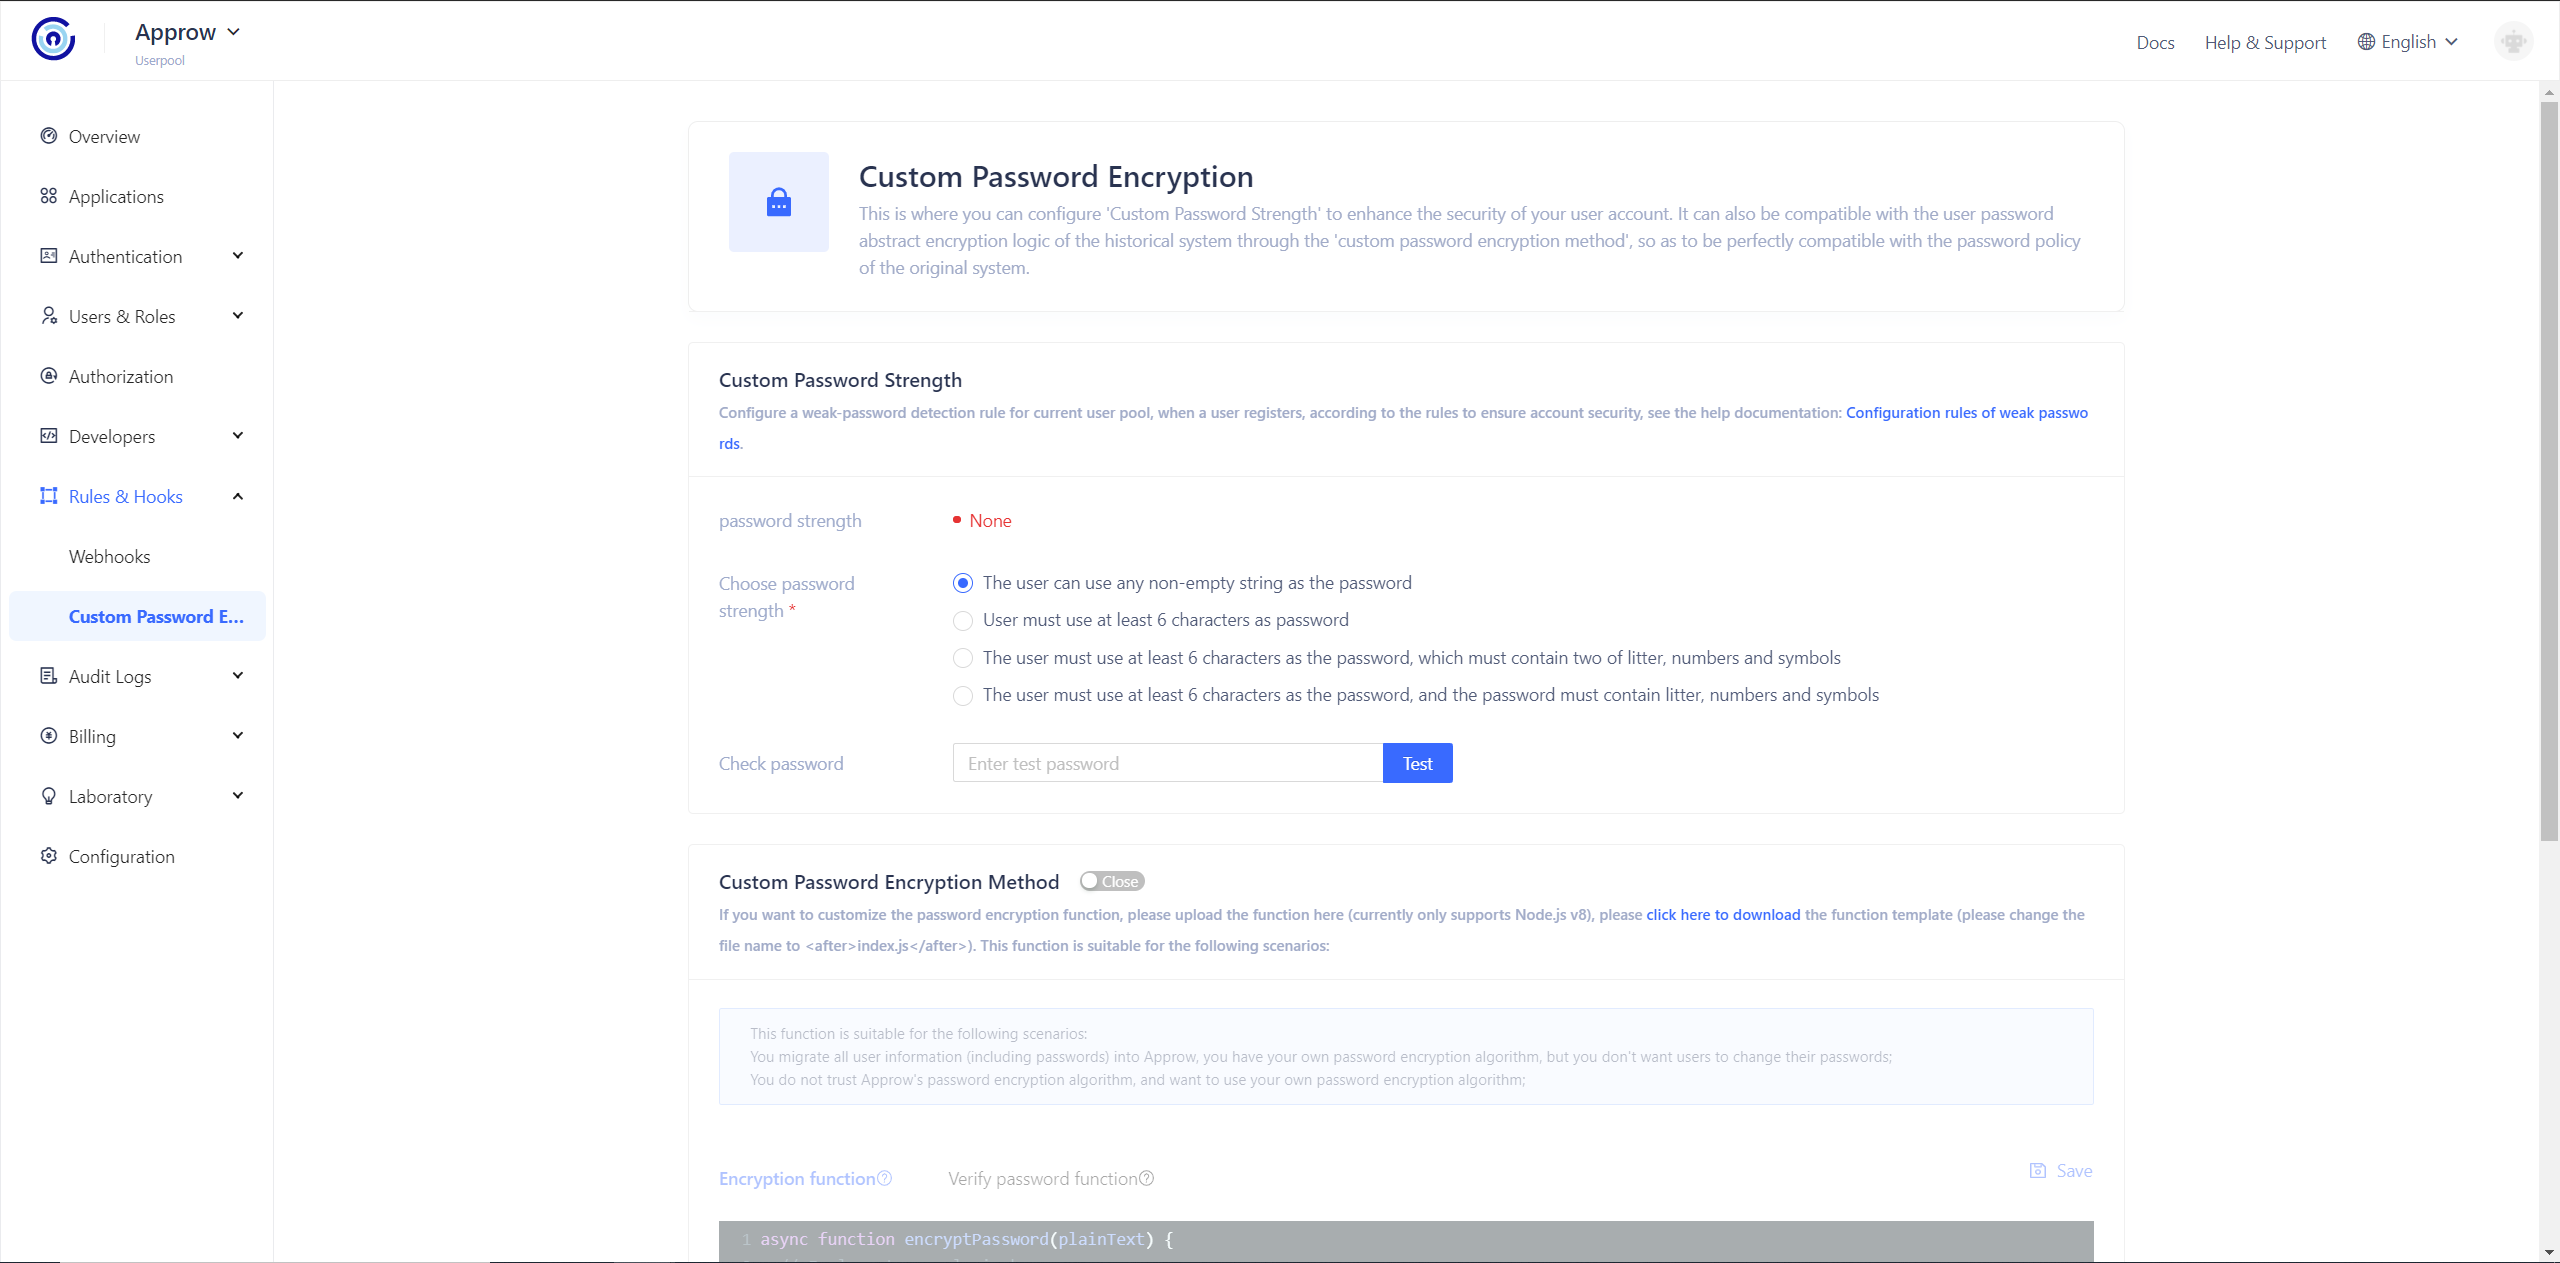 Approw
Userpool
Docs
Help & Support
English
Overview
Applications
Authentication
Users & Roles
Authorization
Developers
Rules & Hooks
Webhooks
Custom Password E...
Audit Logs
Billing
Laboratory
Configuration
Custom Password Encryption
This is where you can configure 'Custom Password Strength' to enhance the security of your user account. It can also be compatible with the user password
abstract encryption logic of the historical system through the 'custom password encryption method', so as to be perfectly compatible with the password policy
of the original system.
Custom Password Strength
Configure a weak-password detection rule for current user pool, when a user registers, according to the rules to ensure account security, see the help documentation: Configuration rules of weak passwo
rds.
password strength
None
Choose password
strength *
The user can use any non-empty string as the password
User must use at least 6 characters as password
The user must use at least 6 characters as the password, which must contain two of litter, numbers and symbols
The user must use at least 6 characters as the password, and the password must contain litter, numbers and symbols
Check password
Enter test password
Test
Custom Password Encryption Method
Close
If you want to customize the password encryption function, please upload the function here (currently only supports Node.js v8), please click here to download the function template (please change the
file name to <after>index.js</after>). This function is suitable for the following scenarios:
This function is suitable for the following scenarios:
You migrate all user information (including passwords) into Approw, you have your own password encryption algorithm, but you don't want users to change their passwords;
You do not trust Approw's password encryption algorithm, and want to use your own password encryption algorithm;
Encryption function
Verify password function
Save
1 async function encryptPassword(plainText) {